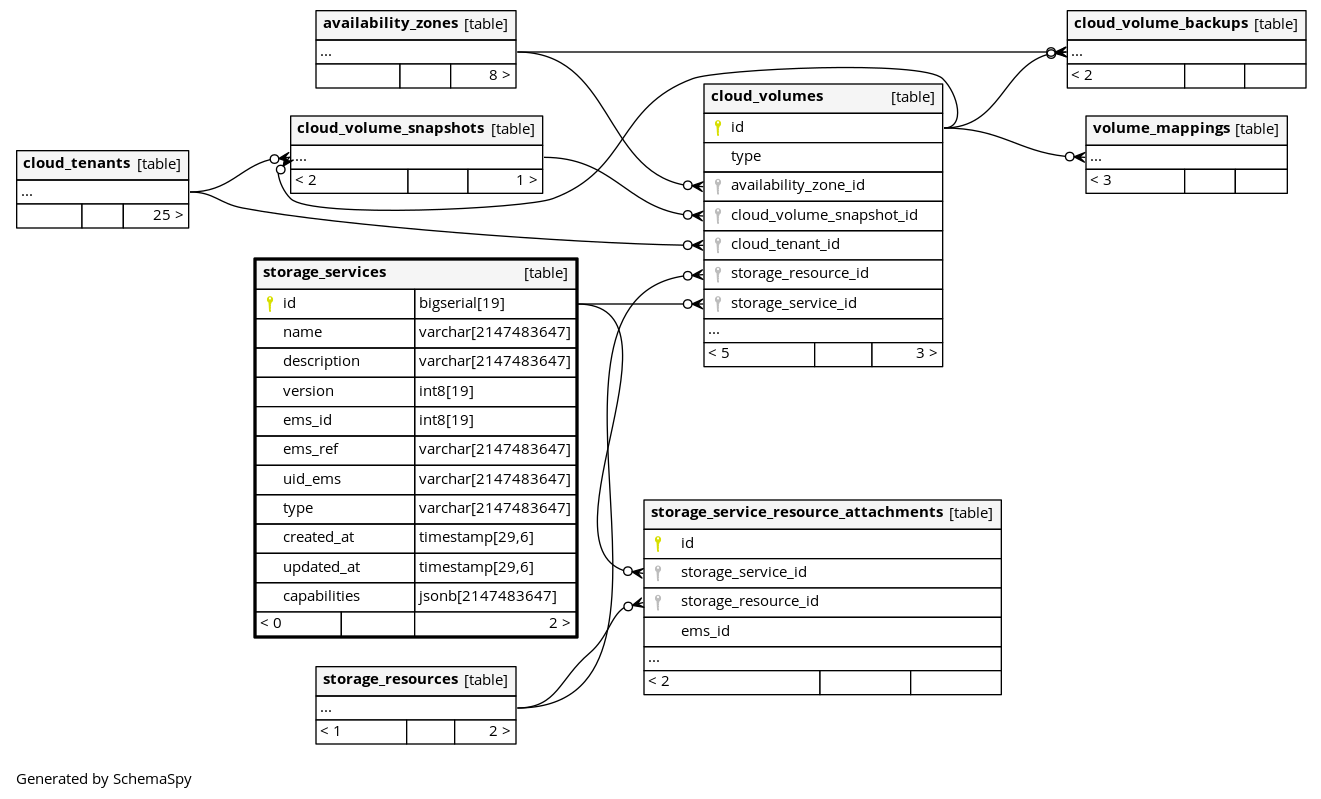 availability_zones [table]
...
8 >
cloud_volume_backups [table]
...
< 2
cloud_volumes [table]
id
type
availability_zone_id
cloud_volume_snapshot_id
cloud_tenant_id
storage_resource_id
storage_service_id
...
< 5 3 >
cloud_volume_snapshots [table]
...
< 2 1 >
volume_mappings [table]
...
< 3
cloud_tenants [table]
...
25 >
storage_services [table]
id bigserial[19]
name varchar[2147483647]
description varchar[2147483647]
version int8[19]
ems_id int8[19]
ems_ref varchar[2147483647]
uid_ems varchar[2147483647]
type varchar[2147483647]
created_at timestamp[29,6]
updated_at timestamp[29,6]
capabilities jsonb[2147483647]
< 0 2 >
storage_service_resource_attachments [table]
id
storage_service_id
storage_resource_id
ems_id
...
< 2
storage_resources [table]
...
< 1 2 >
Generated by SchemaSpy